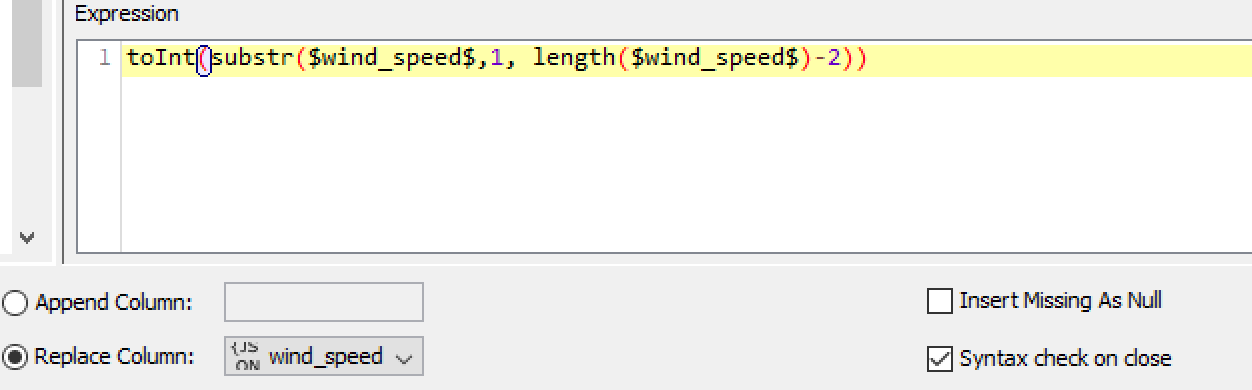 Expression
1 toInt(substr($wind_speed$,1, length($wind_speed$)-2))
Append Column:
Insert Missing As Null
Replace Column: {JS ON wind_speed
Syntax check on close